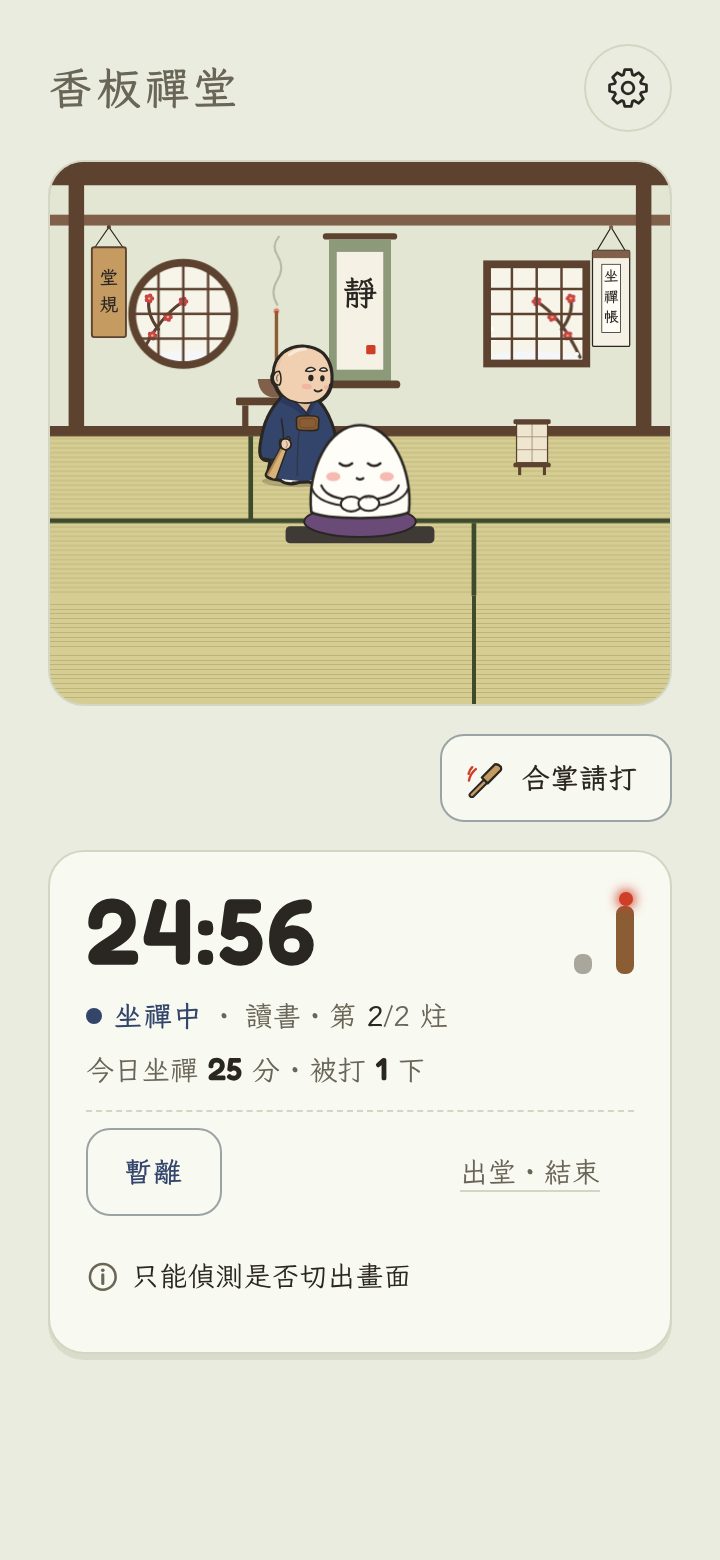 香板禪堂
堂規
靜
坐禪帳
合掌請打
24:56
坐禪中 · 讀書 · 第 2/2 炷
今日坐禪 25 分 · 被打 1 下
暫離
出堂 · 結束
只能偵測是否切出畫面